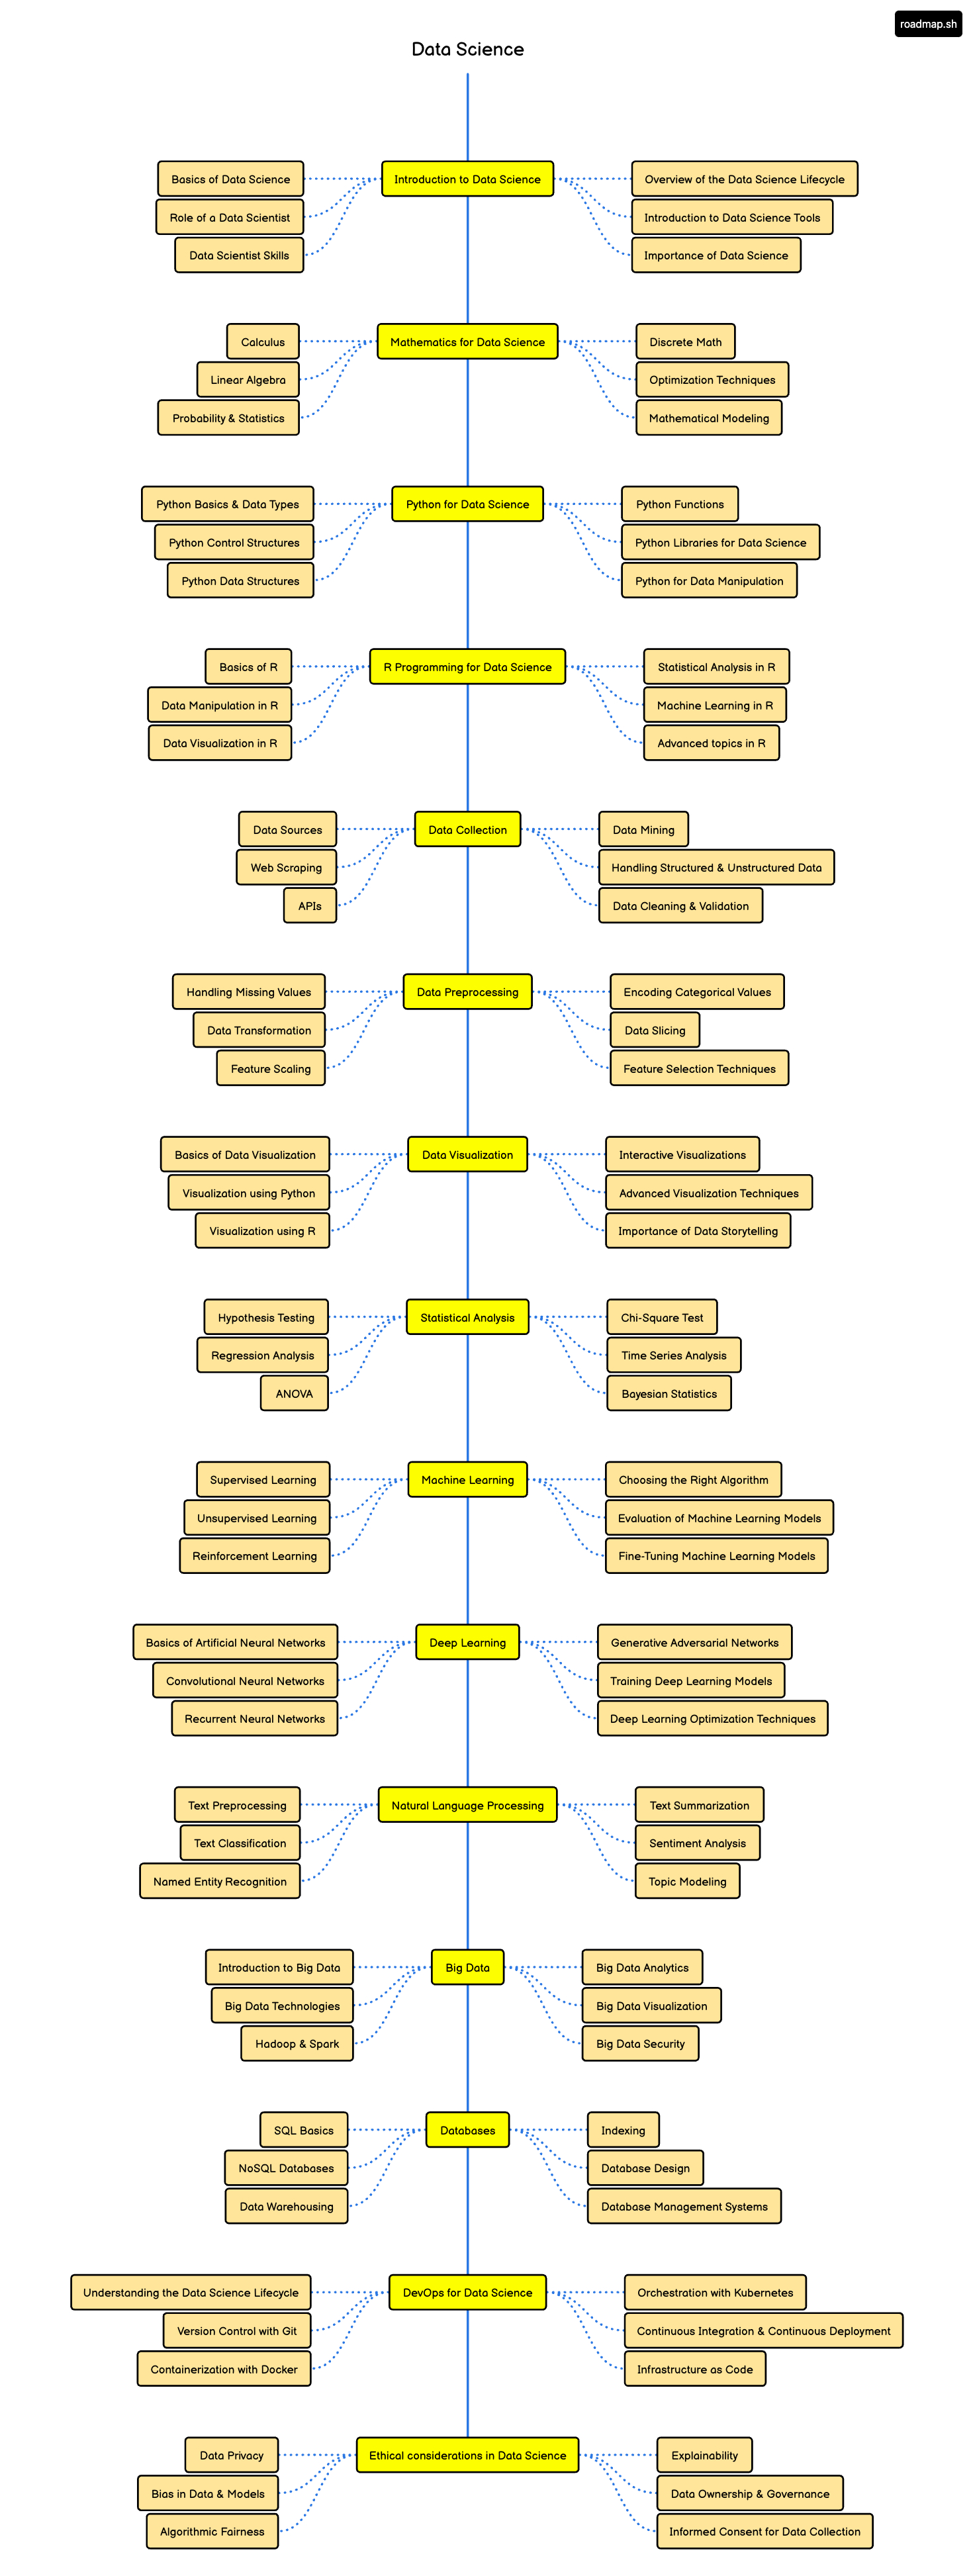 roadmap.sh
Data Science
Introduction to Data Science
Basics of Data Science
Role of a Data Scientist
Data Scientist Skills
Overview of the Data Science Lifecycle
Introduction to Data Science Tools
Importance of Data Science
Mathematics for Data Science
Calculus
Linear Algebra
Probability & Statistics
Discrete Math
Optimization Techniques
Mathematical Modeling
Python for Data Science
Python Basics & Data Types
Python Control Structures
Python Data Structures
Python Functions
Python Libraries for Data Science
Python for Data Manipulation
R Programming for Data Science
Basics of R
Data Manipulation in R
Data Visualization in R
Statistical Analysis in R
Machine Learning in R
Advanced topics in R
Data Collection
Data Sources
Web Scraping
APIs
Data Mining
Handling Structured & Unstructured Data
Data Cleaning & Validation
Data Preprocessing
Handling Missing Values
Data Transformation
Feature Scaling
Encoding Categorical Values
Data Slicing
Feature Selection Techniques
Data Visualization
Basics of Data Visualization
Visualization using Python
Visualization using R
Interactive Visualizations
Advanced Visualization Techniques
Importance of Data Storytelling
Statistical Analysis
Hypothesis Testing
Regression Analysis
ANOVA
Chi-Square Test
Time Series Analysis
Bayesian Statistics
Machine Learning
Supervised Learning
Unsupervised Learning
Reinforcement Learning
Choosing the Right Algorithm
Evaluation of Machine Learning Models
Fine-Tuning Machine Learning Models
Deep Learning
Basics of Artificial Neural Networks
Convolutional Neural Networks
Recurrent Neural Networks
Generative Adversarial Networks
Training Deep Learning Models
Deep Learning Optimization Techniques
Natural Language Processing
Text Preprocessing
Text Classification
Named Entity Recognition
Text Summarization
Sentiment Analysis
Topic Modeling
Big Data
Introduction to Big Data
Big Data Technologies
Hadoop & Spark
Big Data Analytics
Big Data Visualization
Big Data Security
Databases
SQL Basics
NoSQL Databases
Data Warehousing
Indexing
Database Design
Database Management Systems
DevOps for Data Science
Understanding the Data Science Lifecycle
Version Control with Git
Containerization with Docker
Orchestration with Kubernetes
Continuous Integration & Continuous Deployment
Infrastructure as Code
Ethical considerations in Data Science
Data Privacy
Bias in Data & Models
Algorithmic Fairness
Explainability
Data Ownership & Governance
Informed Consent for Data Collection